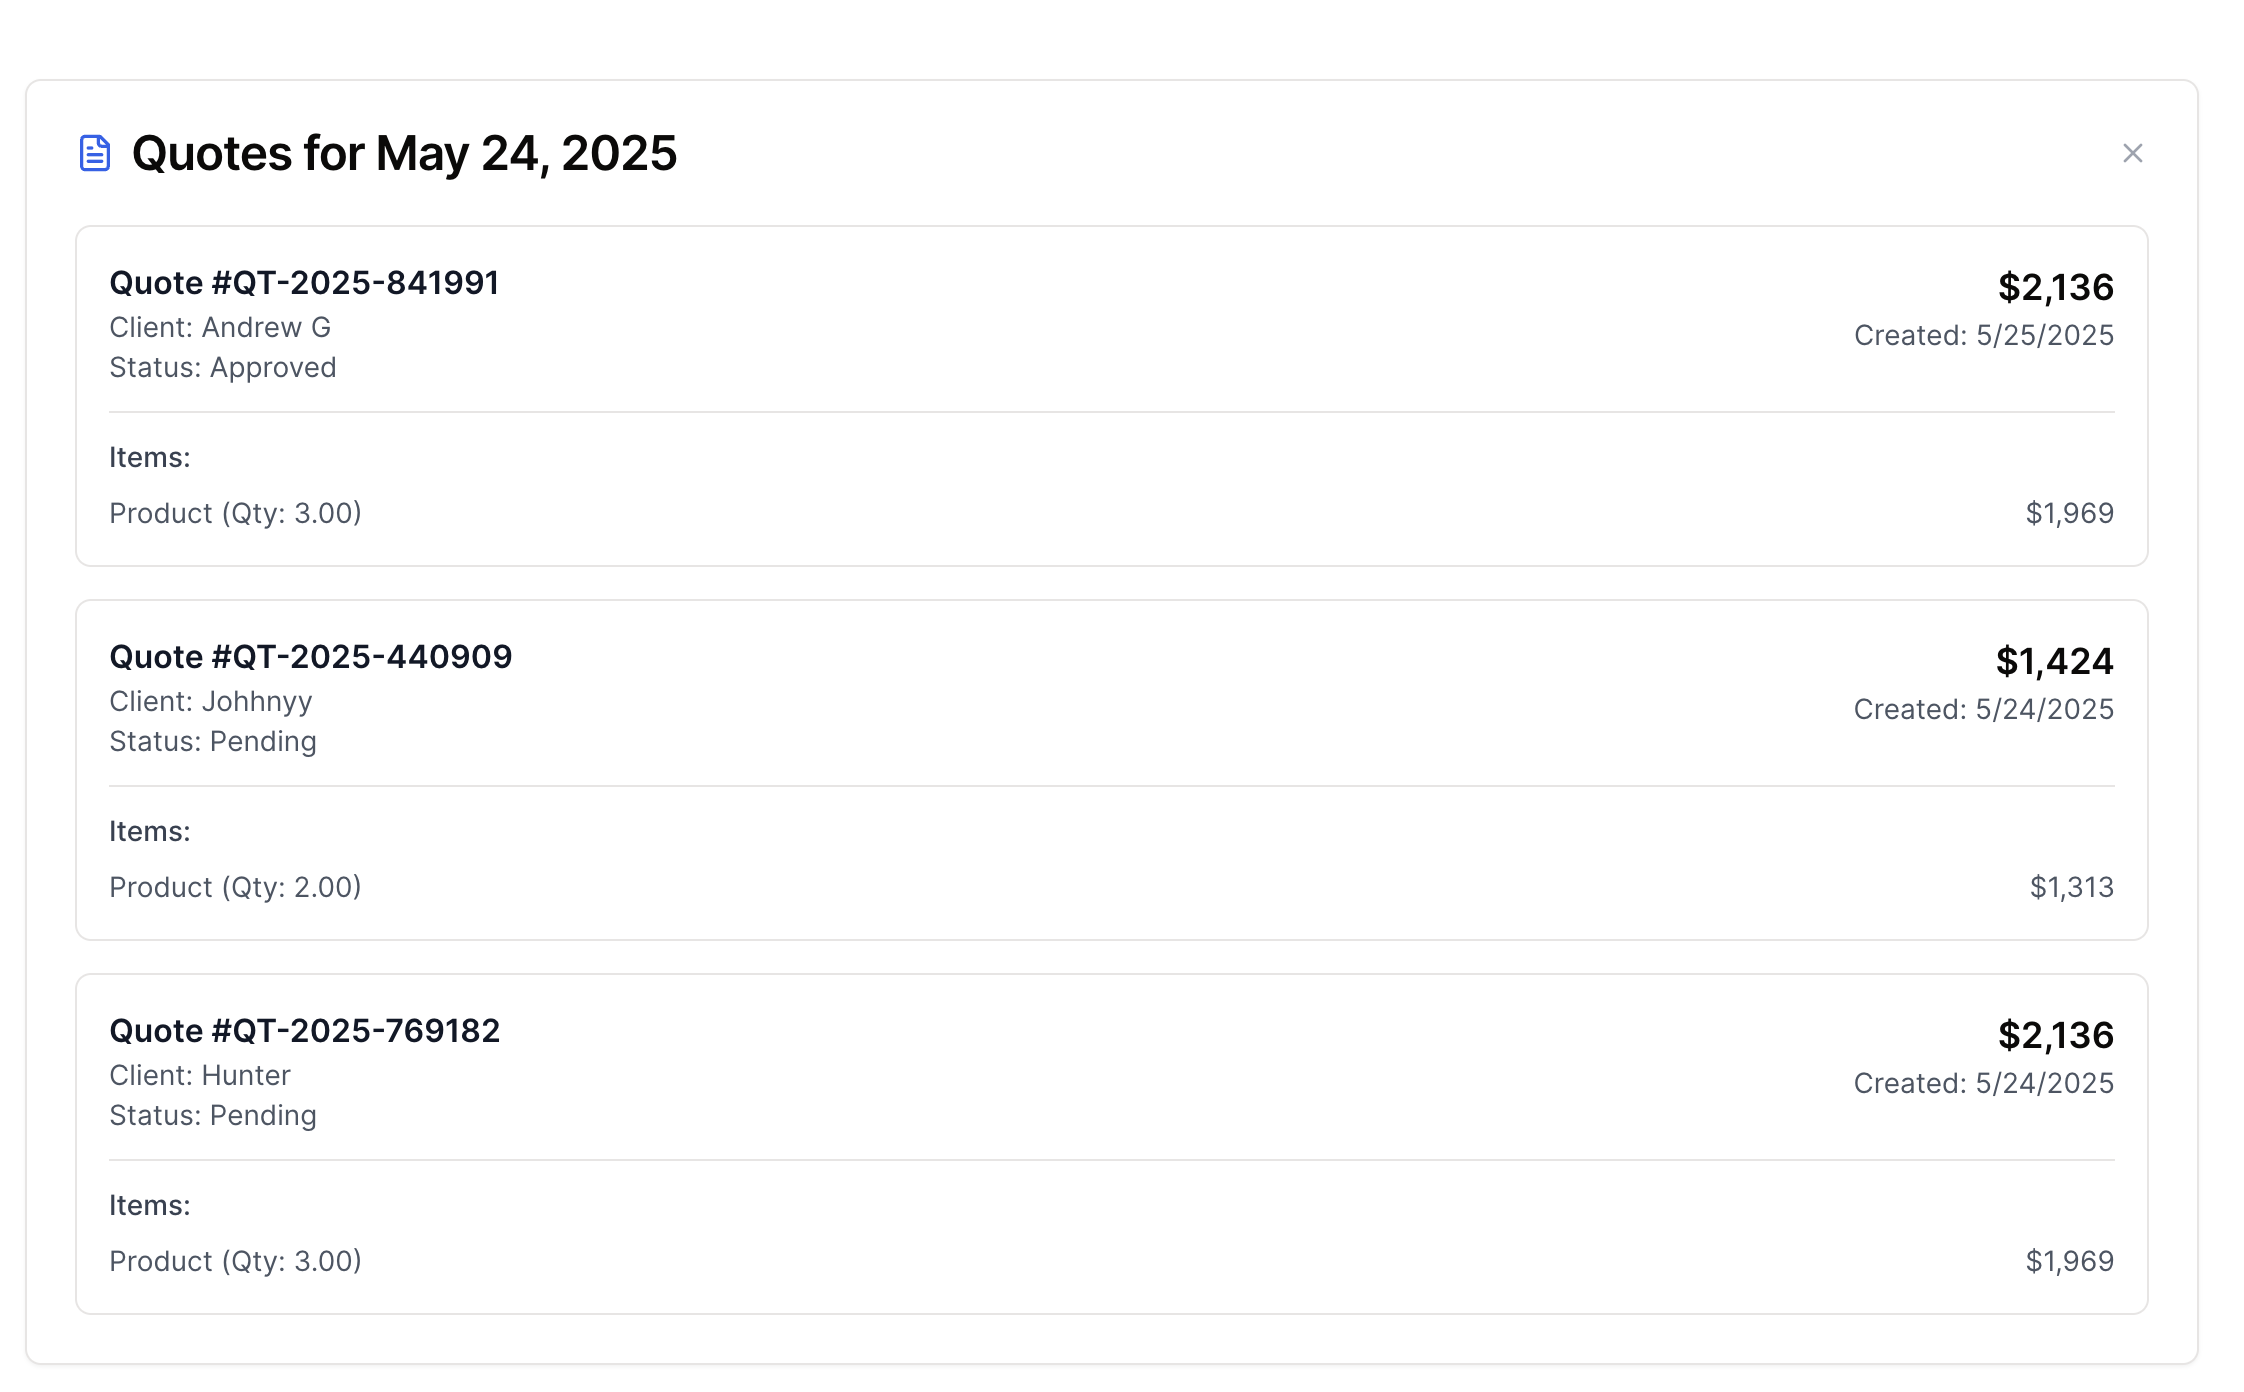 Quotes for May 24, 2025
Quote #QT-2025-841991
$2,136
Client: Andrew G
Created: 5/25/2025
Status: Approved
Items:
Product (Qty: 3.00)
$1,969
Quote #QT-2025-440909
$1,424
Client: Johhnyy
Created: 5/24/2025
Status: Pending
Items:
Product (Qty: 2.00)
$1,313
Quote #QT-2025-769182
$2,136
Client: Hunter
Created: 5/24/2025
Status: Pending
Items:
Product (Qty: 3.00)
$1,969